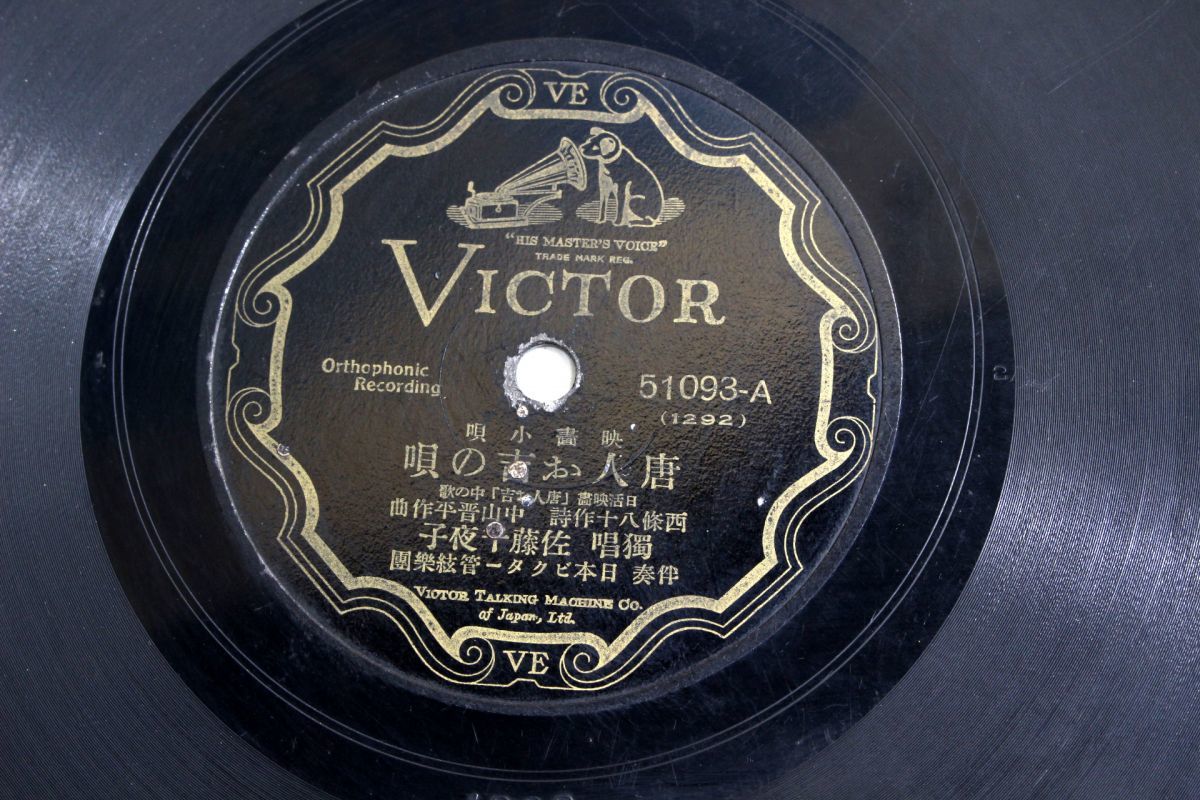 VE
"HIS MASTER'S VOICE"
TRADE MARK REG.
VICTOR
Orthophonic
Recording
51093-A
(1292)
映畫小唄
唐人お吉の唄
日活映畫「唐人お吉」中の歌
西條八十作詩 中山晋平作曲
獨唱 佐藤千夜子
伴奏 日本ビクター管絃樂團
VICTOR TALKING MACHINE CO.
of Japan, Ltd.
VE